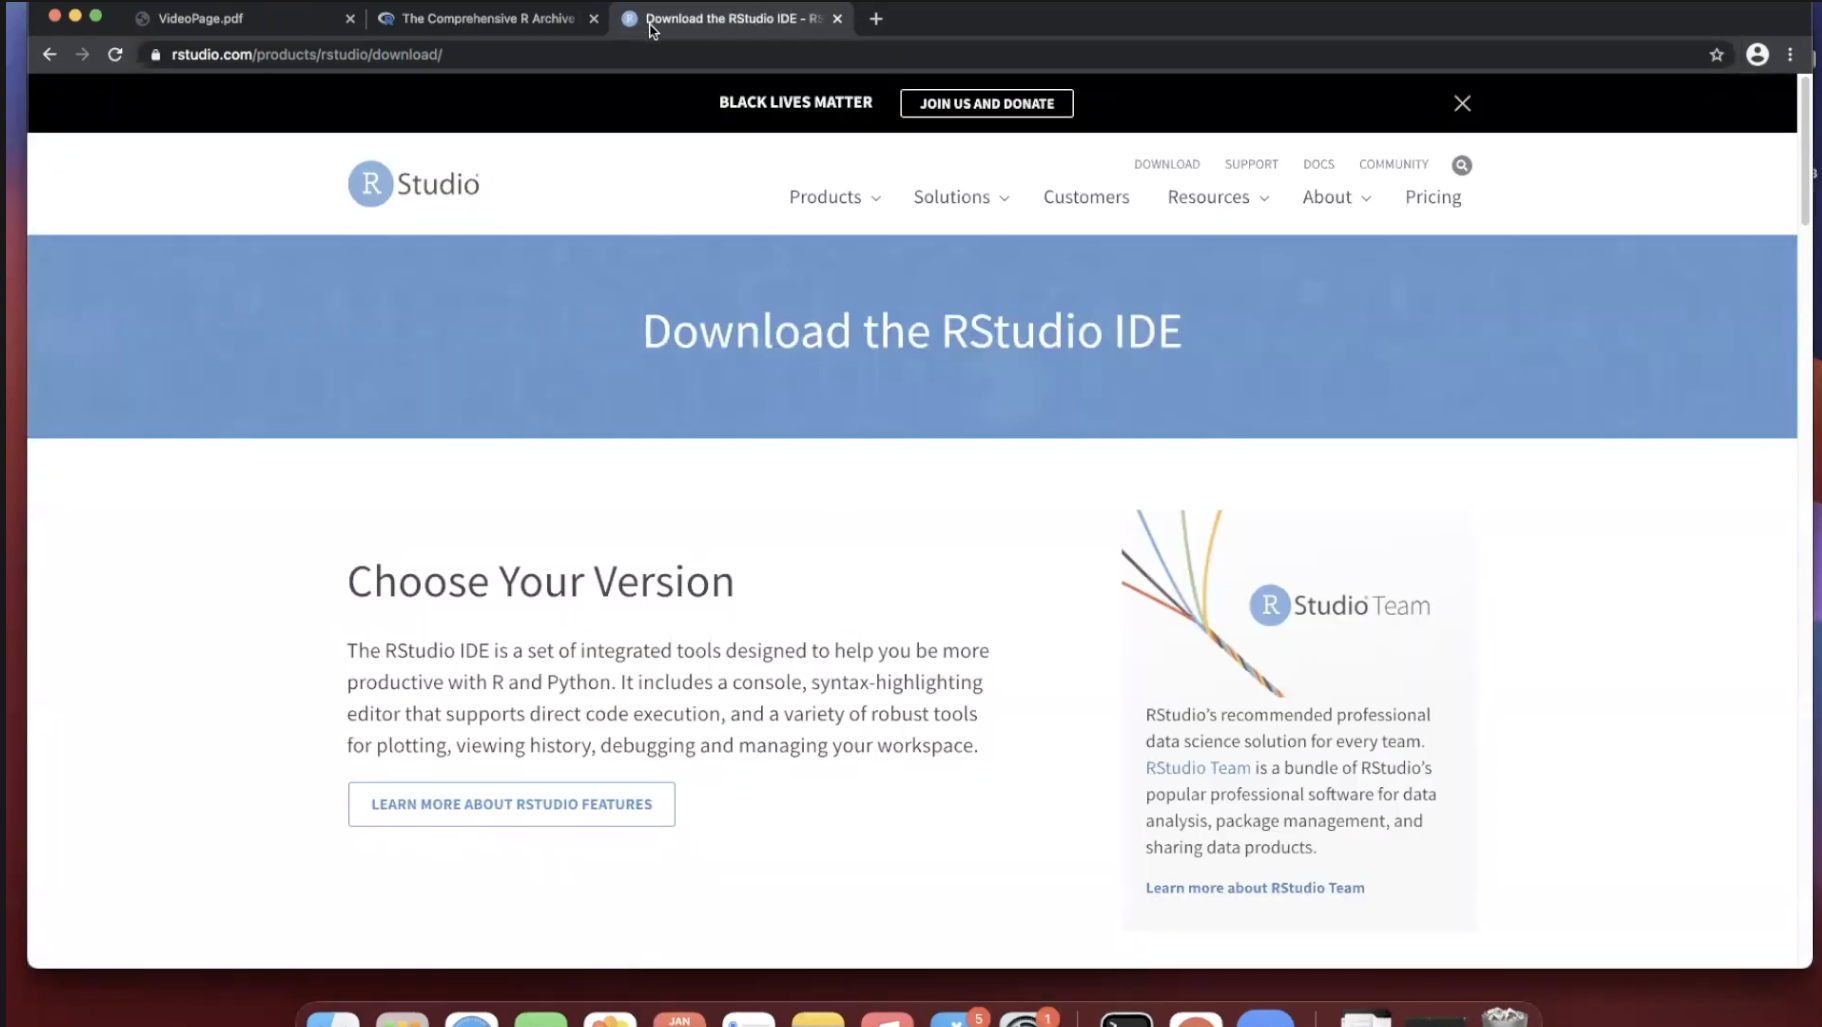 VideoPage.pdf
The Comprehensive R Archive
Download the RStudio IDE - RS
rstudio.com/products/rstudio/download/
BLACK LIVES MATTER
JOIN US AND DONATE
R Studio
DOWNLOAD
SUPPORT
DOCS
COMMUNITY
Products
Solutions
Customers
Resources
About
Pricing
Download the RStudio IDE
Choose Your Version
The RStudio IDE is a set of integrated tools designed to help you be more
productive with R and Python. It includes a console, syntax-highlighting
editor that supports direct code execution, and a variety of robust tools
for plotting, viewing history, debugging and managing your workspace.
LEARN MORE ABOUT RSTUDIO FEATURES
R Studio Team
RStudio’s recommended professional
data science solution for every team.
RStudio Team is a bundle of RStudio’s
popular professional software for data
analysis, package management, and
sharing data products.
Learn more about RStudio Team
JAN
5
1